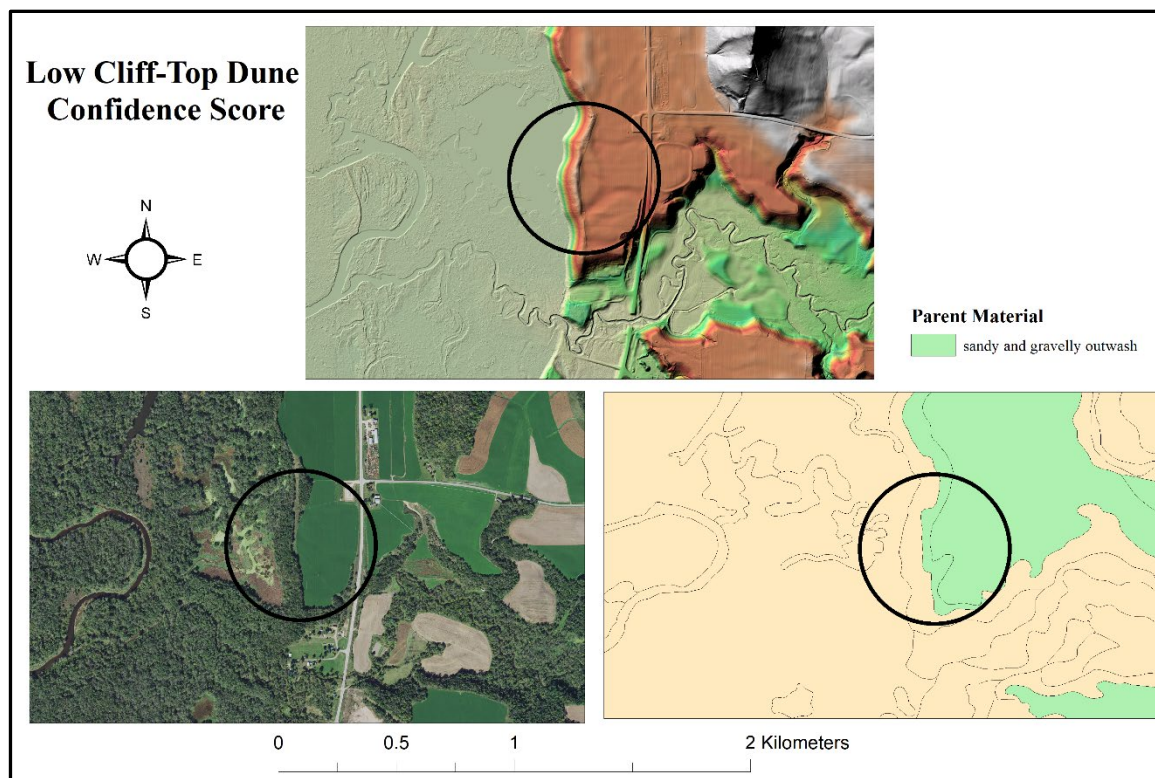 Low Cliff-Top Dune
Confidence Score
N
W E
S
Parent Material
sandy and gravelly outwash
0 0.5 1 2 Kilometers